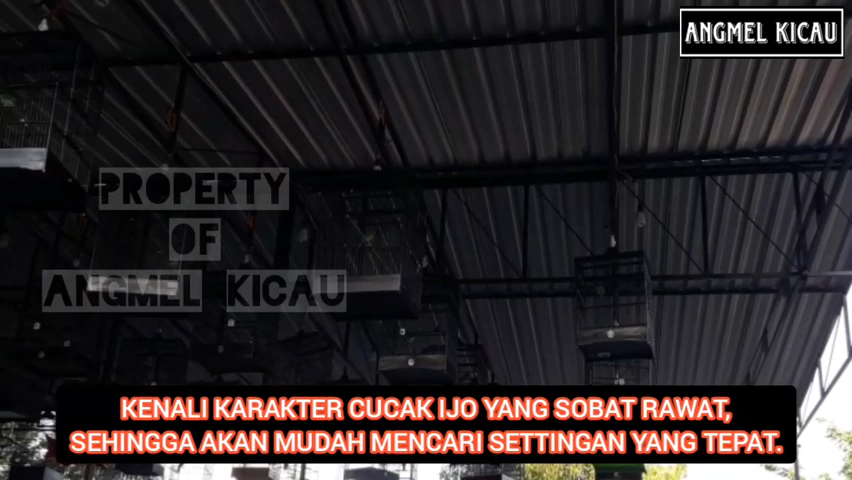 ANGMEL KICAU
PROPERTY
OF
ANGMEL KICAU
KENALI KARAKTER CUCAK IJO YANG SOBAT RAWAT,
SEHINGGA AKAN MUDAH MENCARI SETTINGAN YANG TEPAT.